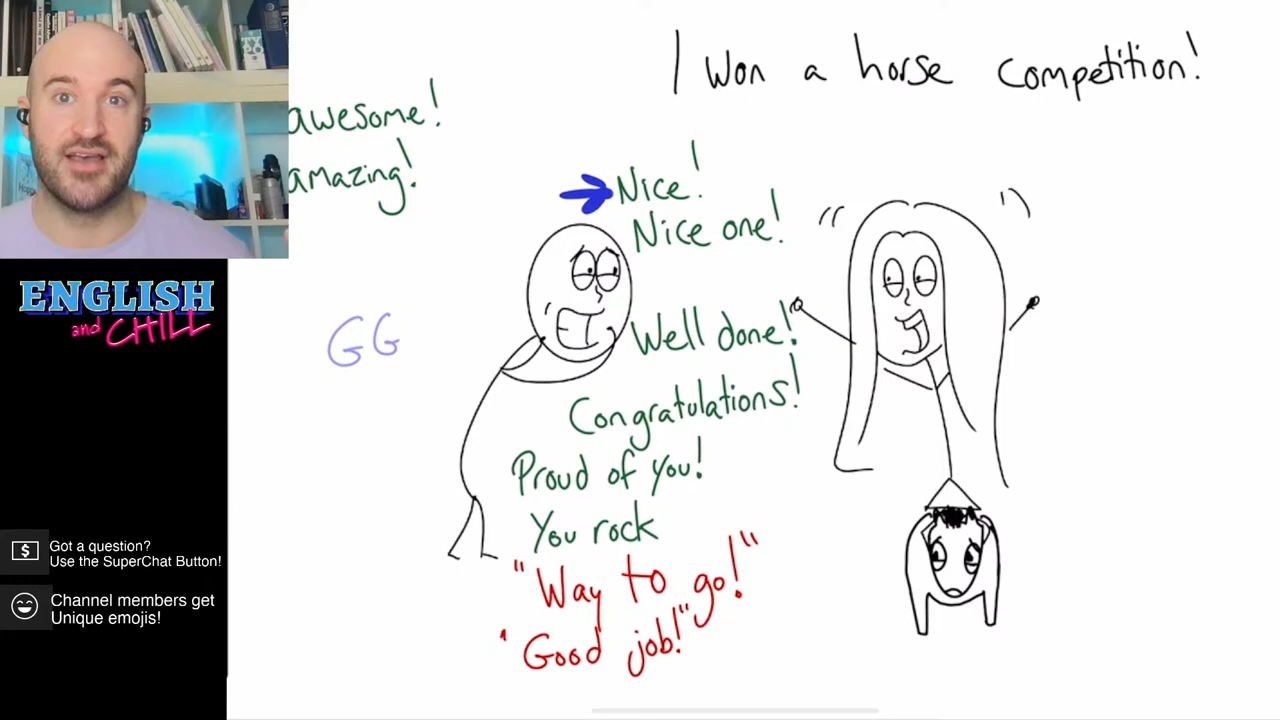 I won a horse competition!
awesome!
amazing!
Nice!
Nice one!
Well done!
GG
Congratulations!
Proud of you!
You rock
"Way to go!"
"Good job!"
ENGLISH
and CHILL
Got a question?
Use the SuperChat Button!
Channel members get
Unique emojis!